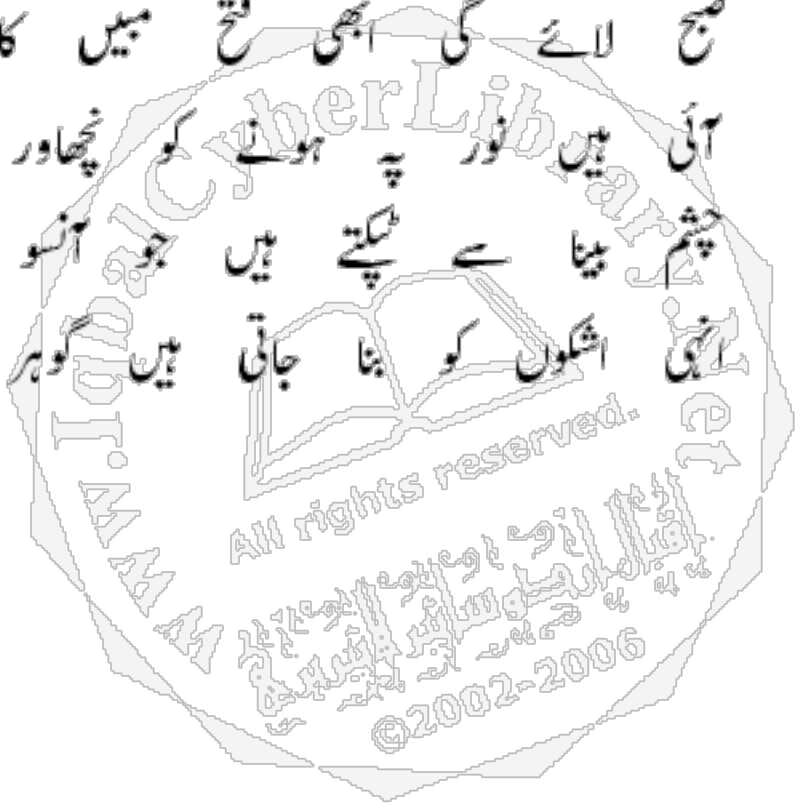 صبح لائے گی ابھی فتح مبیں کا
آئی ہیں نور پہ ہونے کو نچھاور
چشم بینا سے ٹپکتے ہیں جو آنسو
انہی اشکوں کو بنا جاتی ہیں گوہر
www.IqbalCyberLibrary.Net
All rights reserved.
©2002-2006